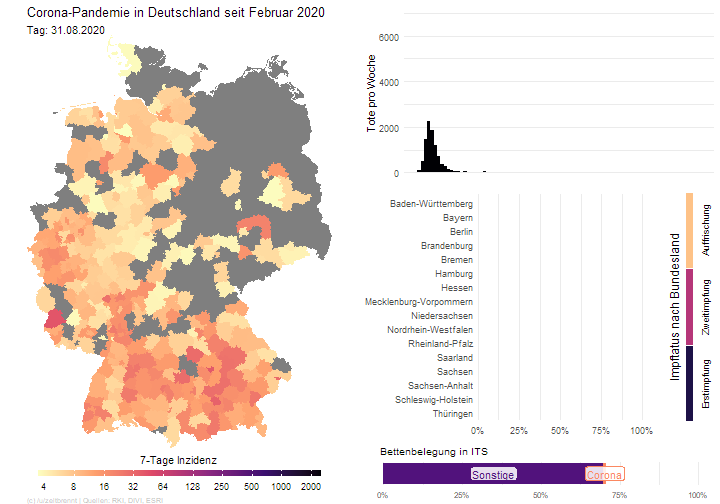 Corona-Pandemie in Deutschland seit Februar 2020
Tag: 31.08.2020
7-Tage Inzidenz
4 8 16 32 64 128 256 512 1000 2000
(c) /u/zeitbrennt | Quellen: RKI, DIVI, ESRI
Tote pro Woche
6000
4000
2000
0
Baden-Württemberg
Bayern
Berlin
Brandenburg
Bremen
Hamburg
Hessen
Mecklenburg-Vorpommern
Niedersachsen
Nordrhein-Westfalen
Rheinland-Pfalz
Saarland
Sachsen
Sachsen-Anhalt
Schleswig-Holstein
Thüringen
0% 25% 50% 75% 100%
Impfstatus nach Bundesland
Auffrischung
Zweitimpfung
Erstimpfung
Bettenbelegung in ITS
Sonstige Corona
0% 25% 50% 75% 100%